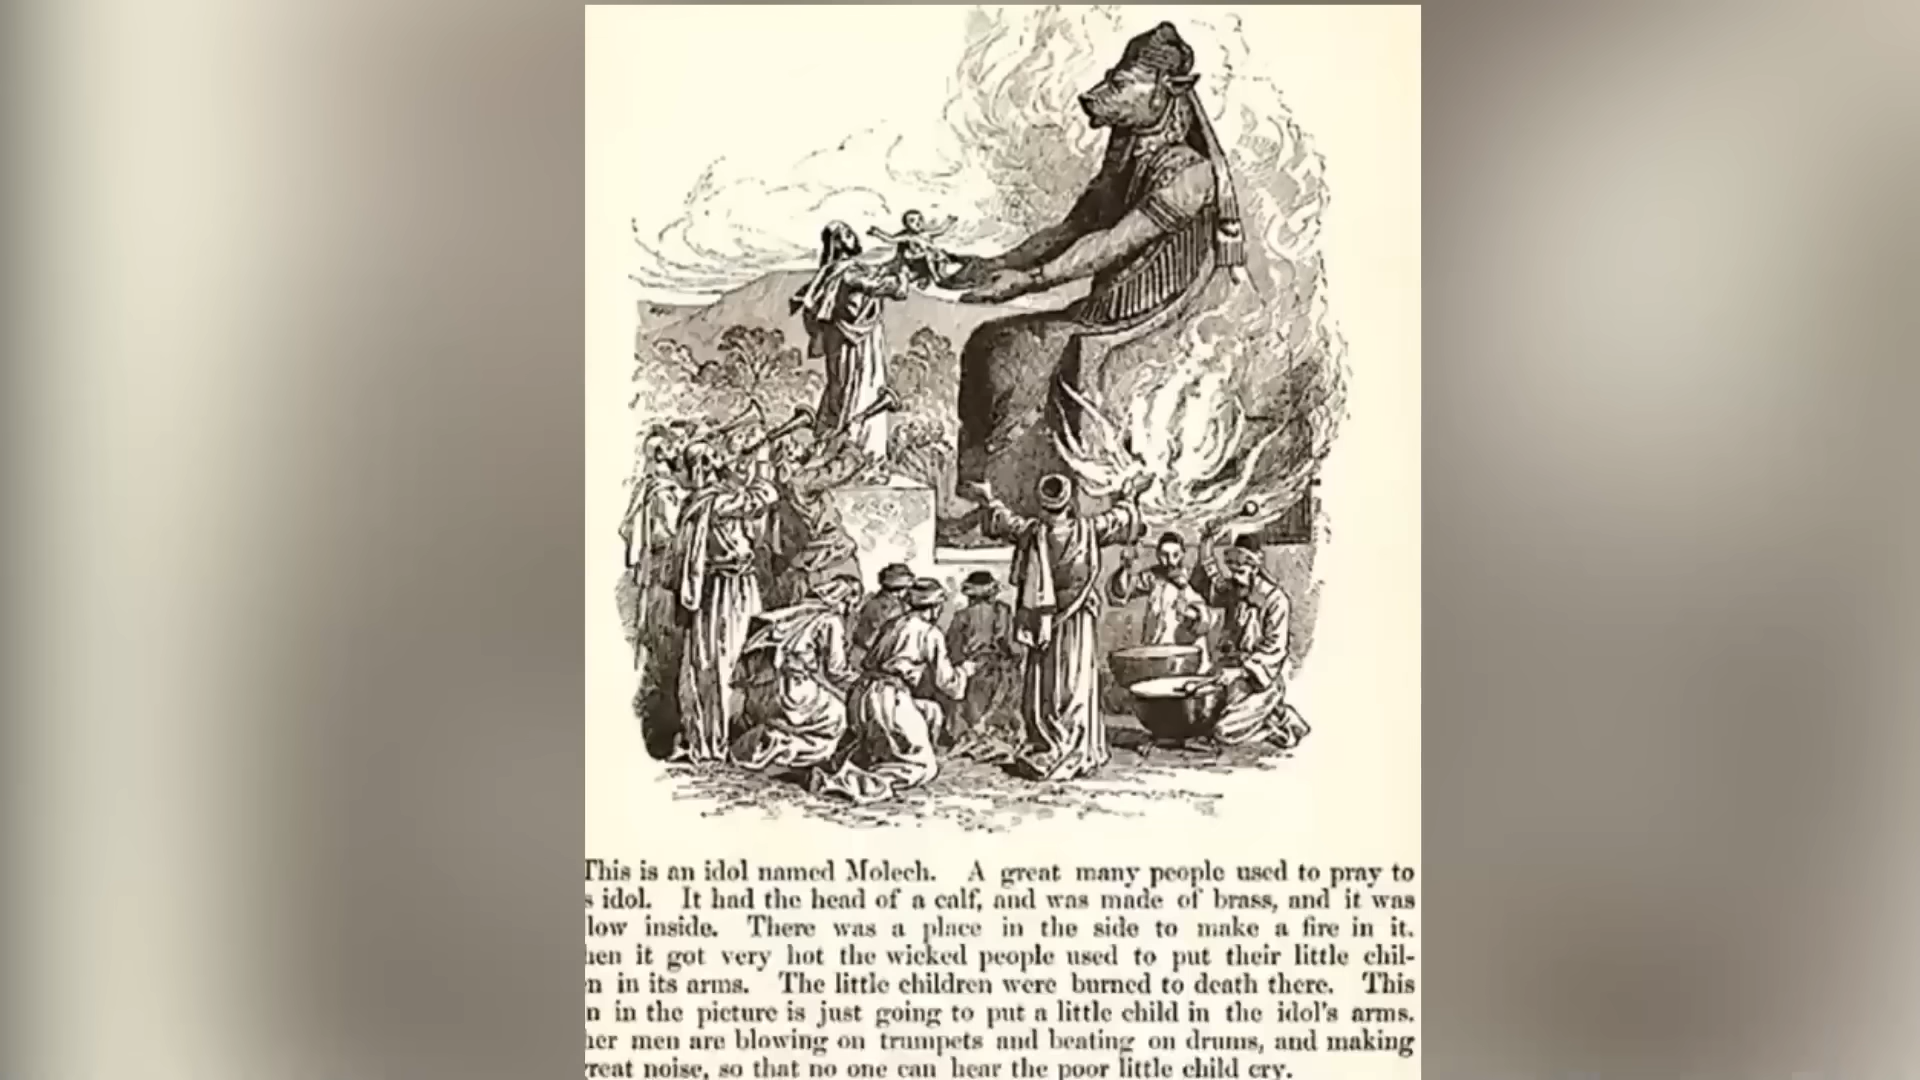 This is an idol named Molech. A great many people used to pray to
s idol. It had the head of a calf, and was made of brass, and it was
low inside. There was a place in the side to make a fire in it.
hen it got very hot the wicked people used to put their little chil-
n in its arms. The little children were burned to death there. This
n in the picture is just going to put a little child in the idol's arms.
her men are blowing on trumpets and beating on drums, and making
reat noise, so that no one can hear the poor little child cry.